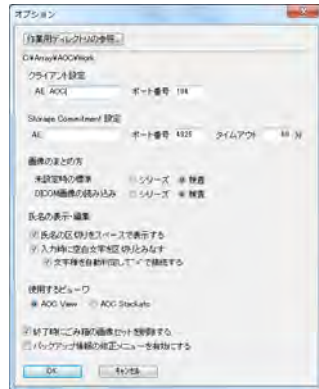 オプション
作業用ディレクトリの参照...
C:¥Array¥AOC¥Work
クライアント設定
AE AOC ポート番号 104
Storage Commitment 設定
AE ポート番号 タイムアウト 60
画像のまとめ方
未設定時の標準 シリーズ 検査
DICOM画像の読み込み シリーズ 検査
氏名の表示・編集
氏名の区切りをスペースで表示する
入力時に空白文字を区切りとみなす
文字種を自動判定して"="で接続する
使用するビューワ
AOC View AOC Stackato
終了時にごみ箱の画像セットを削除する
バックアップ情報の修正メニューを有効にする
OK キャンセル